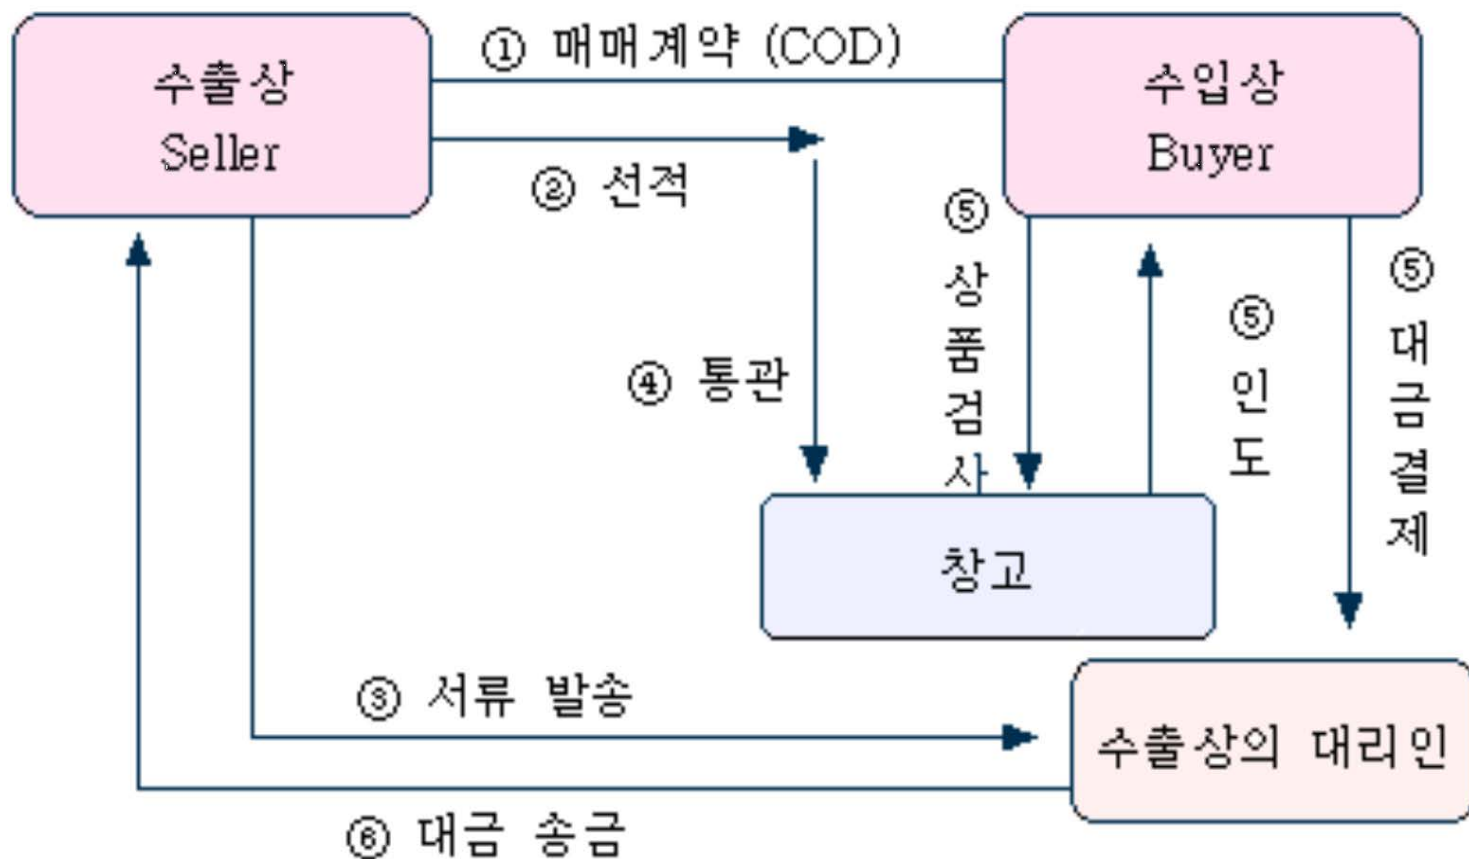 수출상
Seller
① 매매계약 (COD)
수입상
Buyer
② 선적
④ 통관
⑤ 상품검사
⑤ 인도
⑤ 대금결제
창고
③ 서류 발송
수출상의 대리인
⑥ 대금 송금